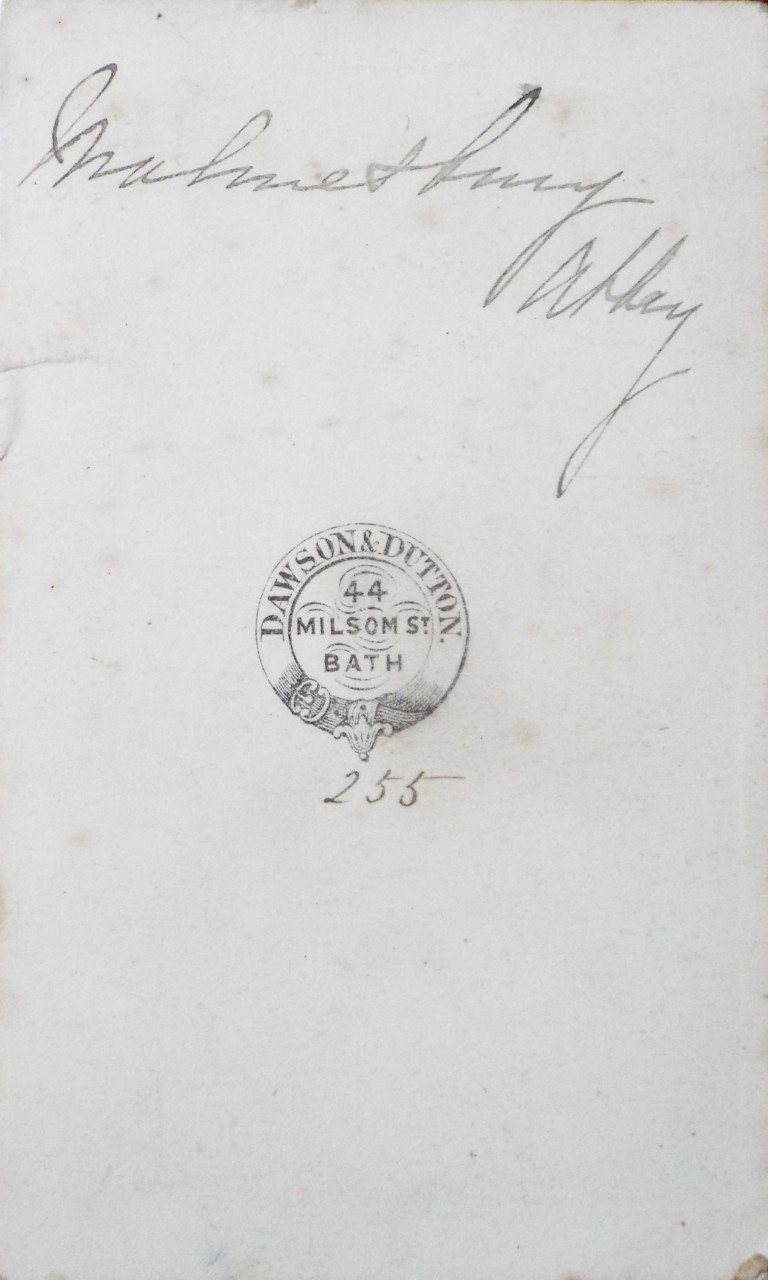 Malmesbury
Abbey
DAWSON & DUTTON.
44
MILSOM ST.
BATH
255